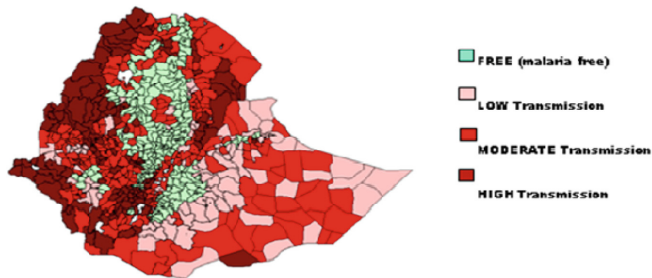 FREE (malaria free)
LOW Transmission
MODERATE Transmission
HIGH Transmission